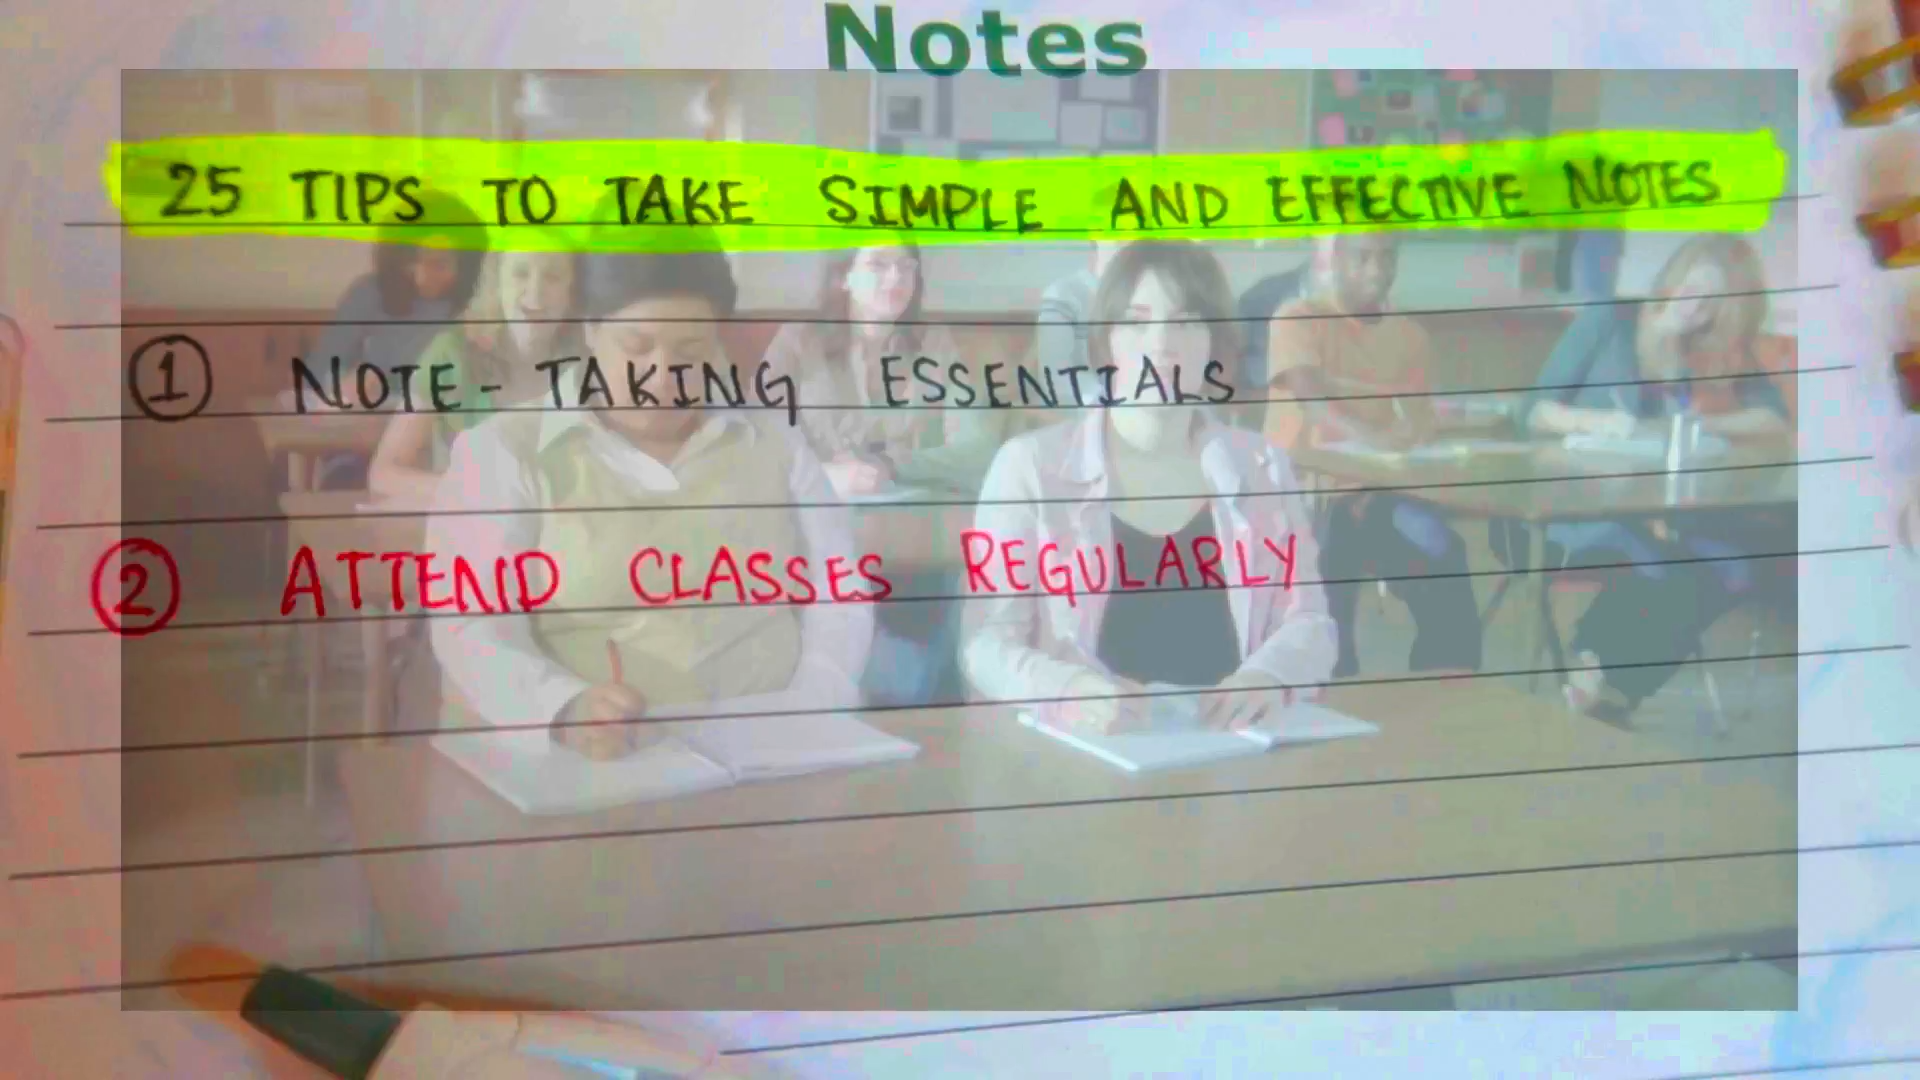 Notes
25 TIPS TO TAKE SIMPLE AND EFFECTIVE NOTES
1 NOTE-TAKING ESSENTIALS
2 ATTEND CLASSES REGULARLY